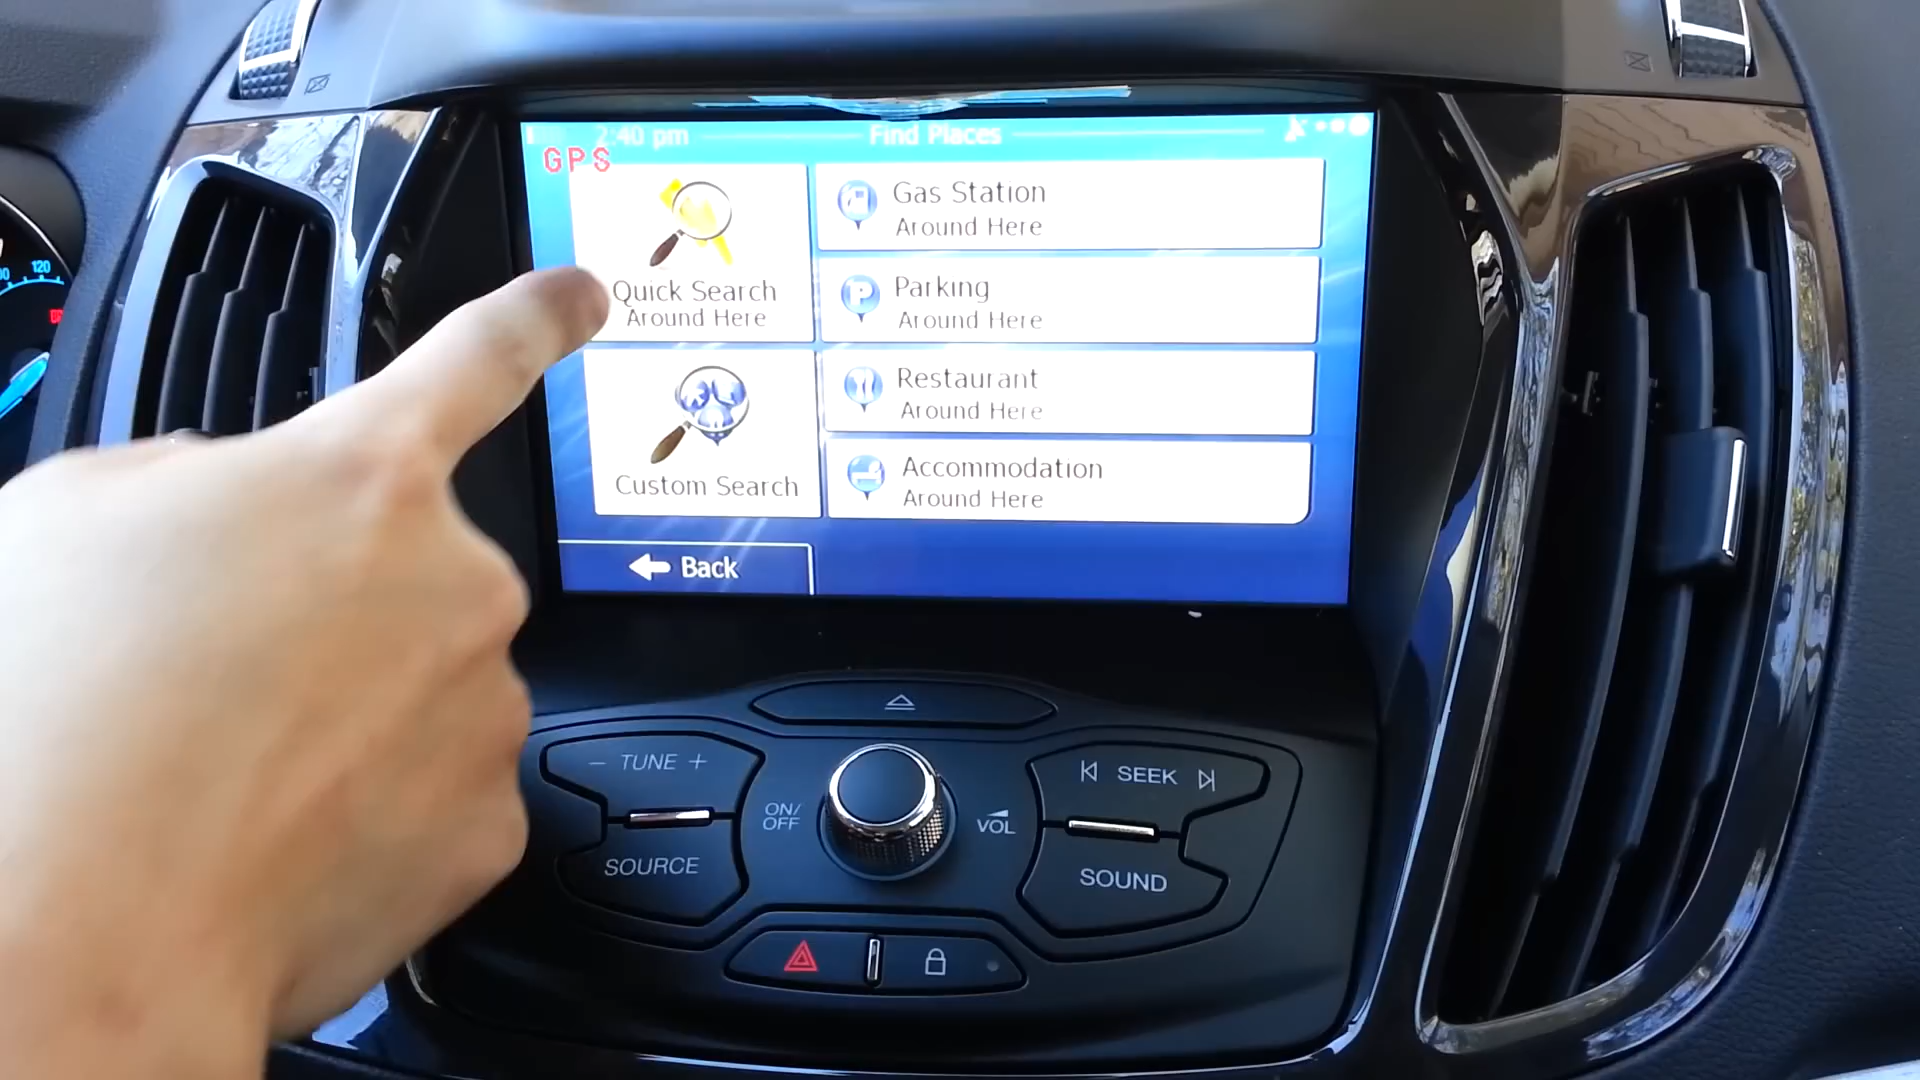 2:40 pm
Find Places
GPS
Quick Search
Around Here
Gas Station
Around Here
Parking
Around Here
Restaurant
Around Here
Custom Search
Accommodation
Around Here
Back
120
- TUNE +
SEEK
ON/
OFF
VOL
SOURCE
SOUND